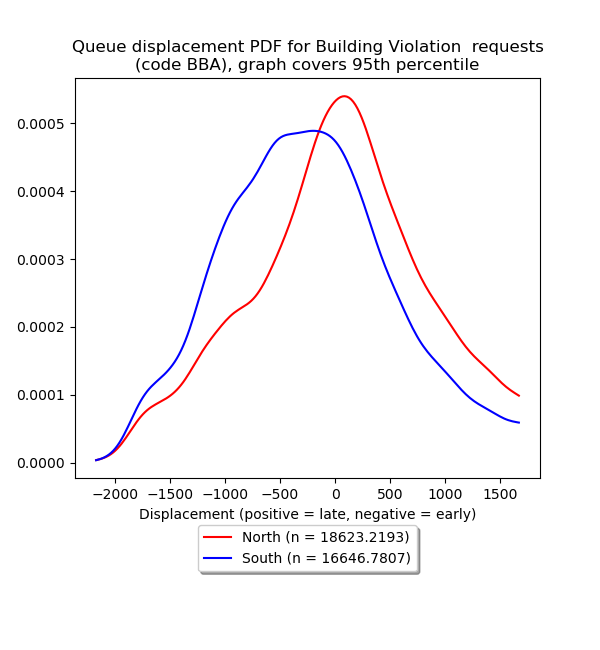 Queue displacement PDF for Building Violation  requests
(code BBA), graph covers 95th percentile
0.0005
0.0004
0.0003
0.0002
0.0001
0.0000
−2000 −1500 −1000 −500 0 500 1000 1500
Displacement (positive = late, negative = early)
North (n = 18623.2193)
South (n = 16646.7807)